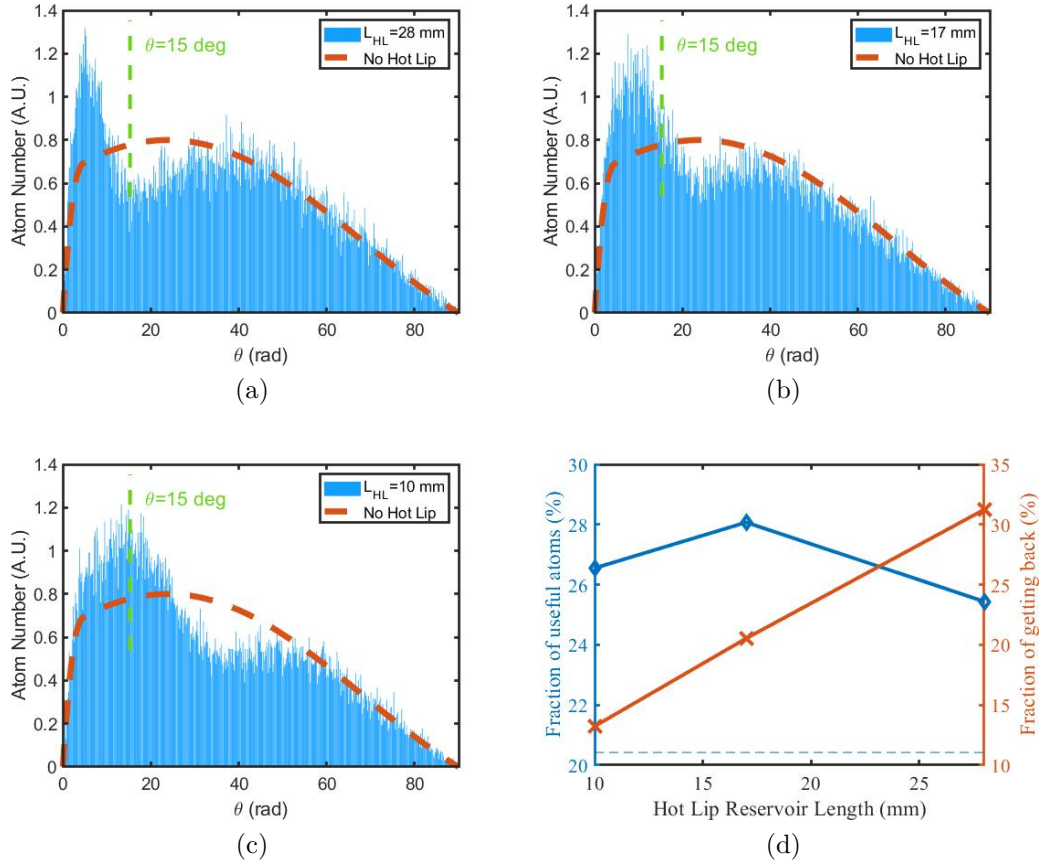 1.4
1.2
1
0.8
0.6
0.4
0.2
0
Atom Number (A.U.)
0 20 40 60 80
θ (rad)
θ=15 deg
L_HL=28 mm
No Hot Lip
(a)
1.4
1.2
1
0.8
0.6
0.4
0.2
0
Atom Number (A.U.)
0 20 40 60 80
θ (rad)
θ=15 deg
L_HL=17 mm
No Hot Lip
(b)
1.4
1.2
1
0.8
0.6
0.4
0.2
0
Atom Number (A.U.)
0 20 40 60 80
θ (rad)
θ=15 deg
L_HL=10 mm
No Hot Lip
(c)
30
28
26
24
22
20
Fraction of useful atoms (%)
35
30
25
20
15
10
Fraction of getting back (%)
10 15 20 25
Hot Lip Reservoir Length (mm)
(d)